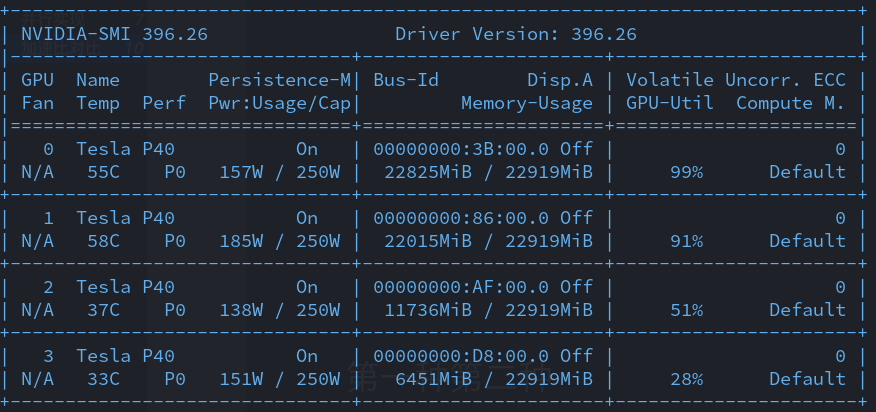 +-----------------------------------------------------------------------------+
| NVIDIA-SMI 396.26                 Driver Version: 396.26                    |
|-------------------------------+----------------------+----------------------+
| GPU  Name        Persistence-M| Bus-Id        Disp.A | Volatile Uncorr. ECC |
| Fan  Temp  Perf  Pwr:Usage/Cap|         Memory-Usage | GPU-Util  Compute M. |
|===============================+======================+======================|
|   0  Tesla P40           On   | 00000000:3B:00.0 Off |                    0 |
| N/A   55C    P0   157W / 250W |  22825MiB / 22919MiB |     99%      Default |
+-------------------------------+----------------------+----------------------+
|   1  Tesla P40           On   | 00000000:86:00.0 Off |                    0 |
| N/A   58C    P0   185W / 250W |  22015MiB / 22919MiB |     91%      Default |
+-------------------------------+----------------------+----------------------+
|   2  Tesla P40           On   | 00000000:AF:00.0 Off |                    0 |
| N/A   37C    P0   138W / 250W |  11736MiB / 22919MiB |     51%      Default |
+-------------------------------+----------------------+----------------------+
|   3  Tesla P40           On   | 00000000:D8:00.0 Off |                    0 |
| N/A   33C    P0   151W / 250W |   6451MiB / 22919MiB |     28%      Default |
+-------------------------------+----------------------+----------------------+